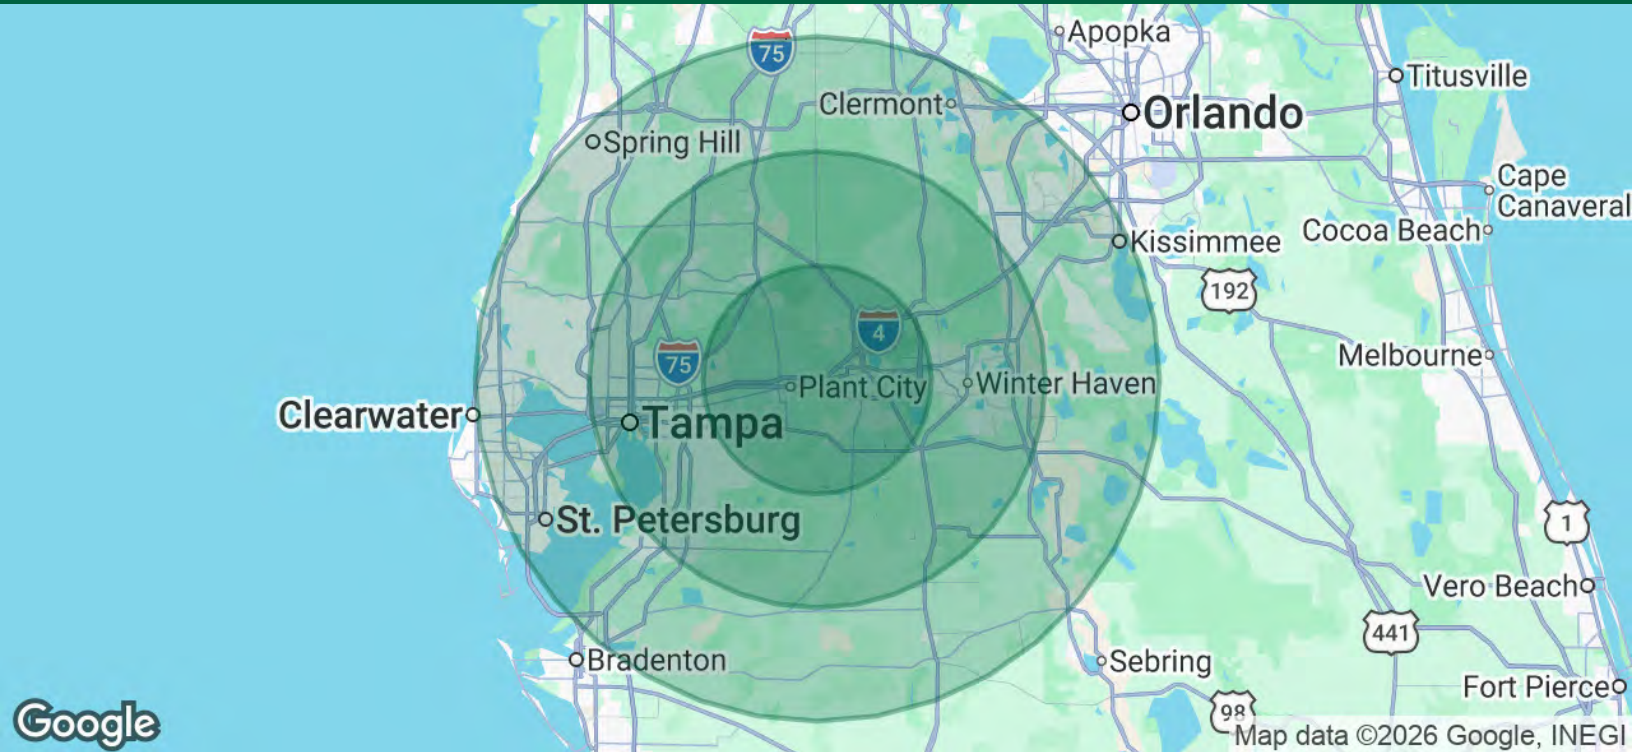 Apopka
75
Titusville
Clermont
Orlando
Spring Hill
Cape
Canaveral
Cocoa Beach
Kissimmee
192
4
75
Melbourne
Plant City
Winter Haven
Clearwater
Tampa
St. Petersburg
1
Vero Beach
441
Bradenton
Sebring
Fort Pierce
98
Google
Map data ©2026 Google, INEGI